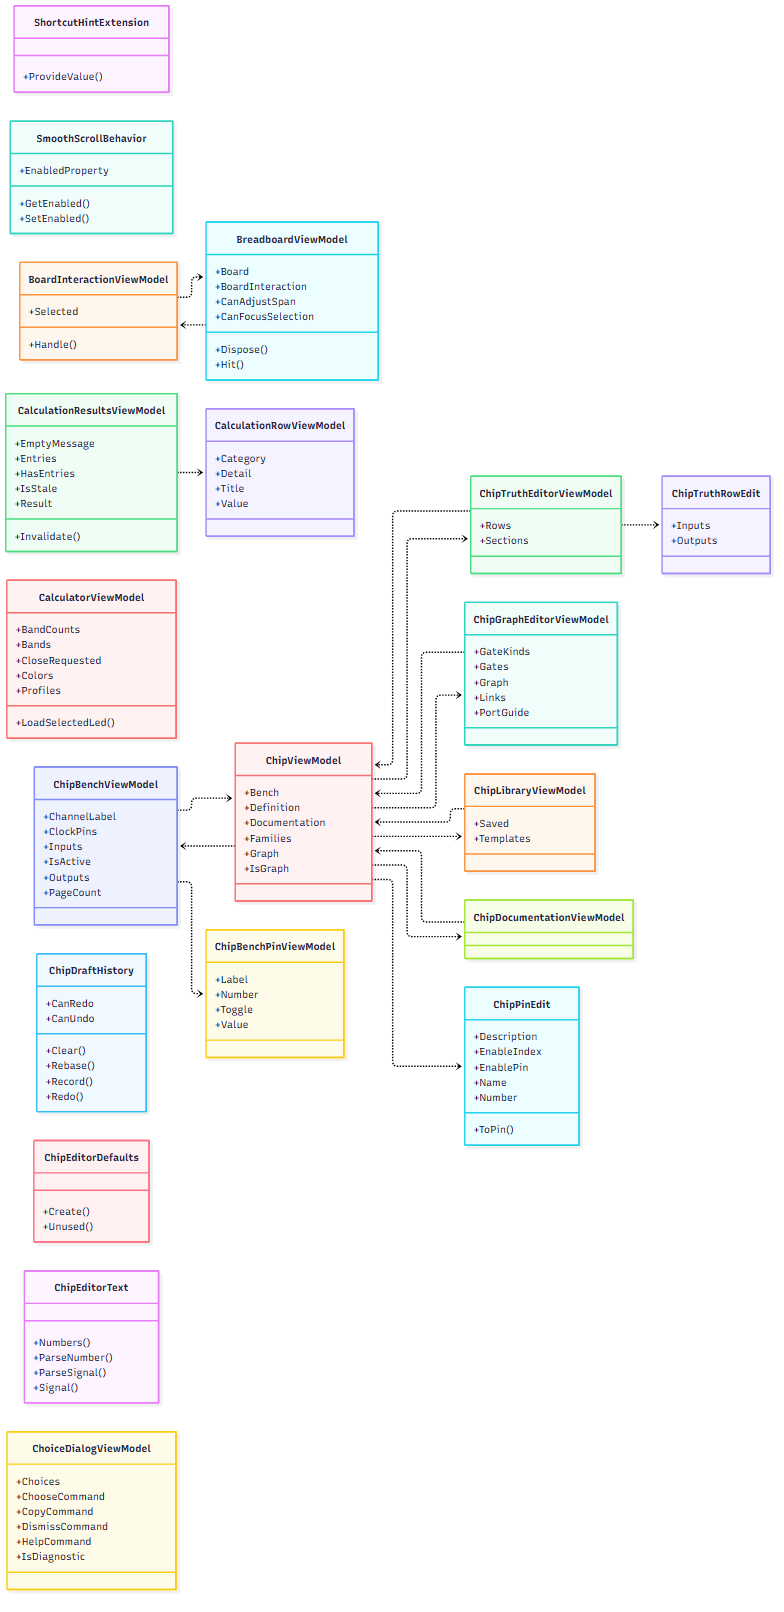 ShortcutHintExtension
+ProvideValue()
SmoothScrollBehavior
+EnabledProperty
+GetEnabled()
+SetEnabled()
BoardInteractionViewModel
+Selected
+Handle()
BreadboardViewModel
+Board
+BoardInteraction
+CanAdjustSpan
+CanFocusSelection
+Dispose()
+Hit()
CalculationResultsViewModel
+EmptyMessage
+Entries
+HasEntries
+IsStale
+Result
+Invalidate()
CalculationRowViewModel
+Category
+Detail
+Title
+Value
ChipTruthEditorViewModel
+Rows
+Sections
ChipTruthRowEdit
+Inputs
+Outputs
CalculatorViewModel
+BandCounts
+Bands
+CloseRequested
+Colors
+Profiles
+LoadSelectedLed()
ChipGraphEditorViewModel
+GateKinds
+Gates
+Graph
+Links
+PortGuide
ChipBenchViewModel
+ChannelLabel
+ClockPins
+Inputs
+IsActive
+Outputs
+PageCount
ChipViewModel
+Bench
+Definition
+Documentation
+Families
+Graph
+IsGraph
ChipLibraryViewModel
+Saved
+Templates
ChipDocumentationViewModel
ChipBenchPinViewModel
+Label
+Number
+Toggle
+Value
ChipDraftHistory
+CanRedo
+CanUndo
+Clear()
+Rebase()
+Record()
+Redo()
ChipPinEdit
+Description
+EnableIndex
+EnablePin
+Name
+Number
+ToPin()
ChipEditorDefaults
+Create()
+Unused()
ChipEditorText
+Numbers()
+ParseNumber()
+ParseSignal()
+Signal()
ChoiceDialogViewModel
+Choices
+ChooseCommand
+CopyCommand
+DismissCommand
+HelpCommand
+IsDiagnostic